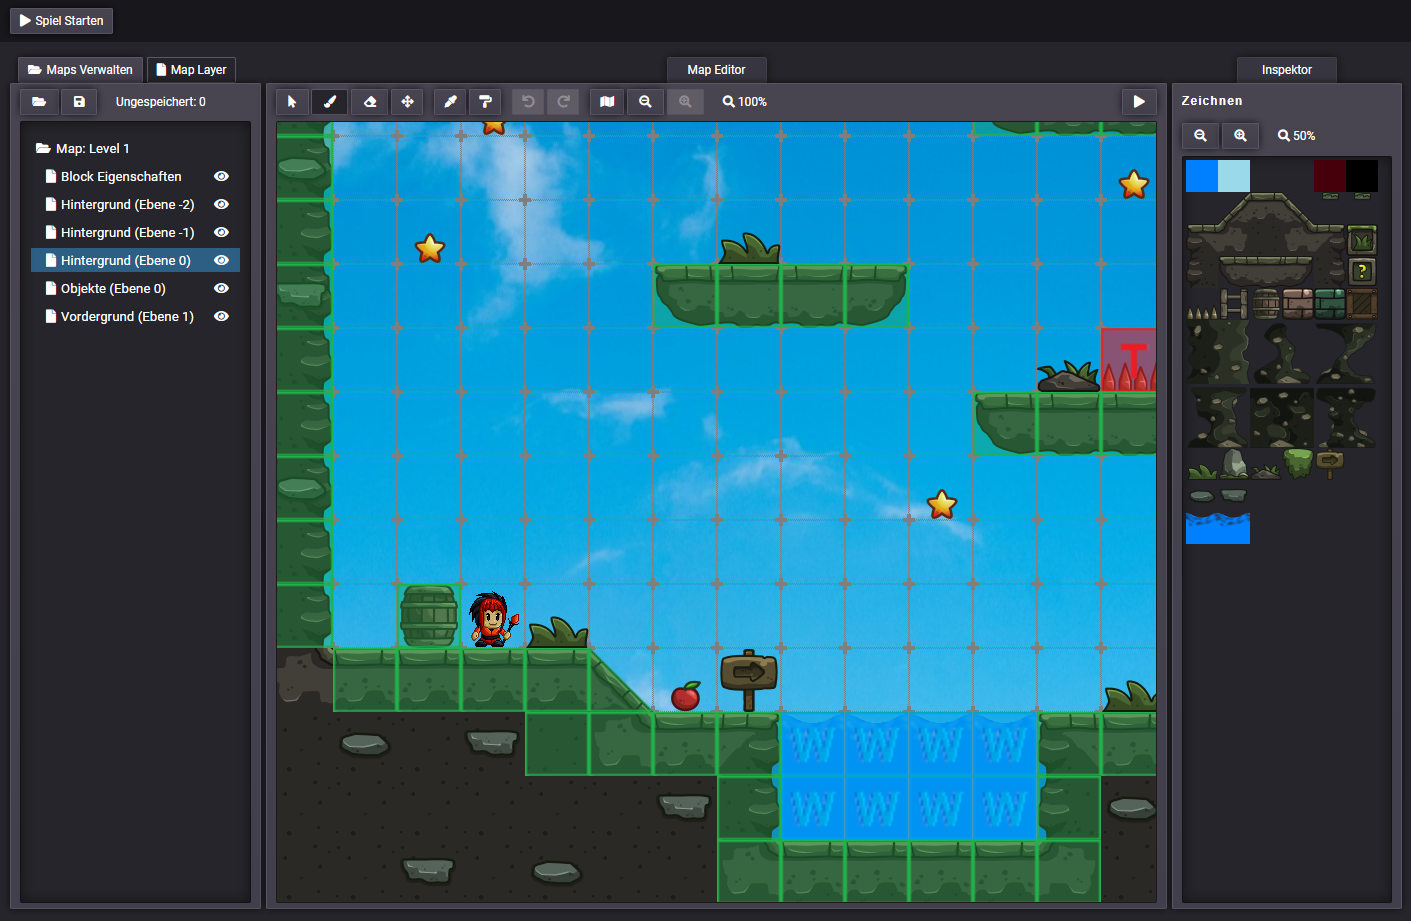 Spiel Starten
Maps Verwalten
Map Layer
Map Editor
Inspektor
Ungespeichert: 0
100%
Zeichnen
50%
Map: Level 1
Block Eigenschaften
Hintergrund (Ebene -2)
Hintergrund (Ebene -1)
Hintergrund (Ebene 0)
Objekte (Ebene 0)
Vordergrund (Ebene 1)
?
T
W W W W
W W W W